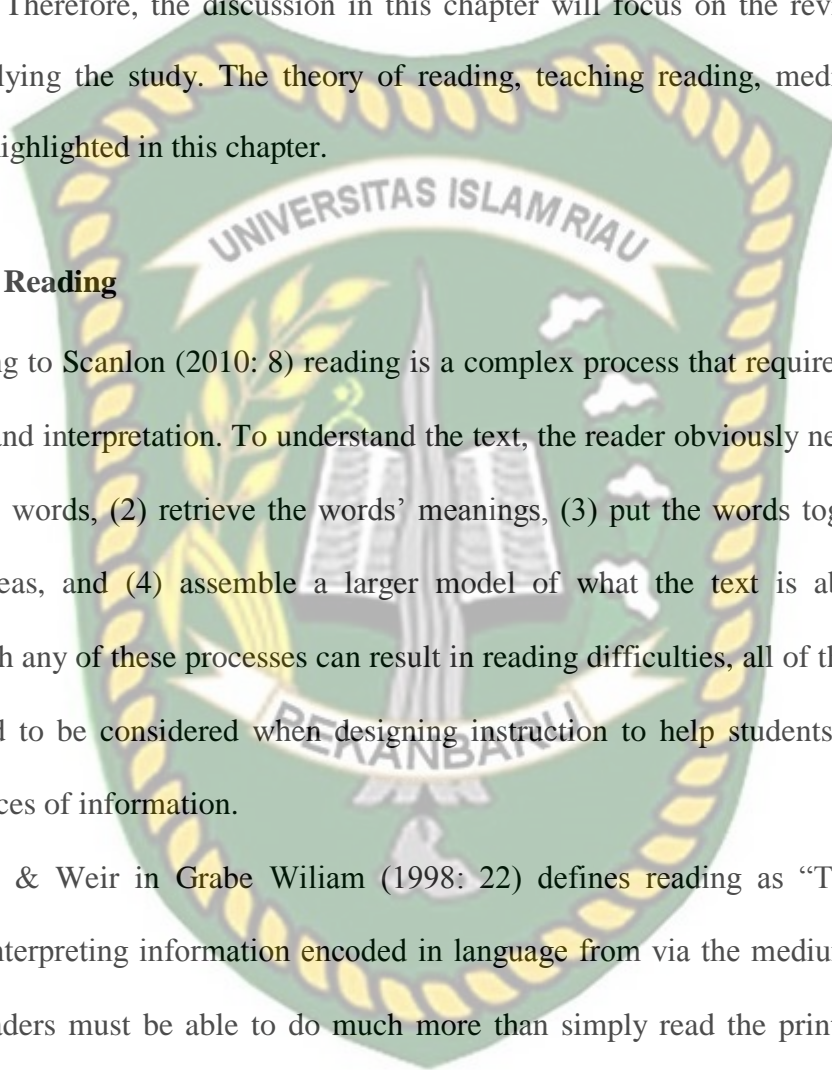 Therefore, the discussion in this chapter will focus on the rev
lying the study. The theory of reading, teaching reading, med
ighlighted in this chapter.
UNIVERSITAS ISLAM RIAU
Reading
ng to Scanlon (2010: 8) reading is a complex process that require
and interpretation. To understand the text, the reader obviously ne
words, (2) retrieve the words’ meanings, (3) put the words tog
eas, and (4) assemble a larger model of what the text is ab
h any of these processes can result in reading difficulties, all of th
d to be considered when designing instruction to help students
PEKANBARU
ces of information.
& Weir in Grabe Wiliam (1998: 22) defines reading as “T
nterpreting information encoded in language from via the mediu
aders must be able to do much more than simply read the print